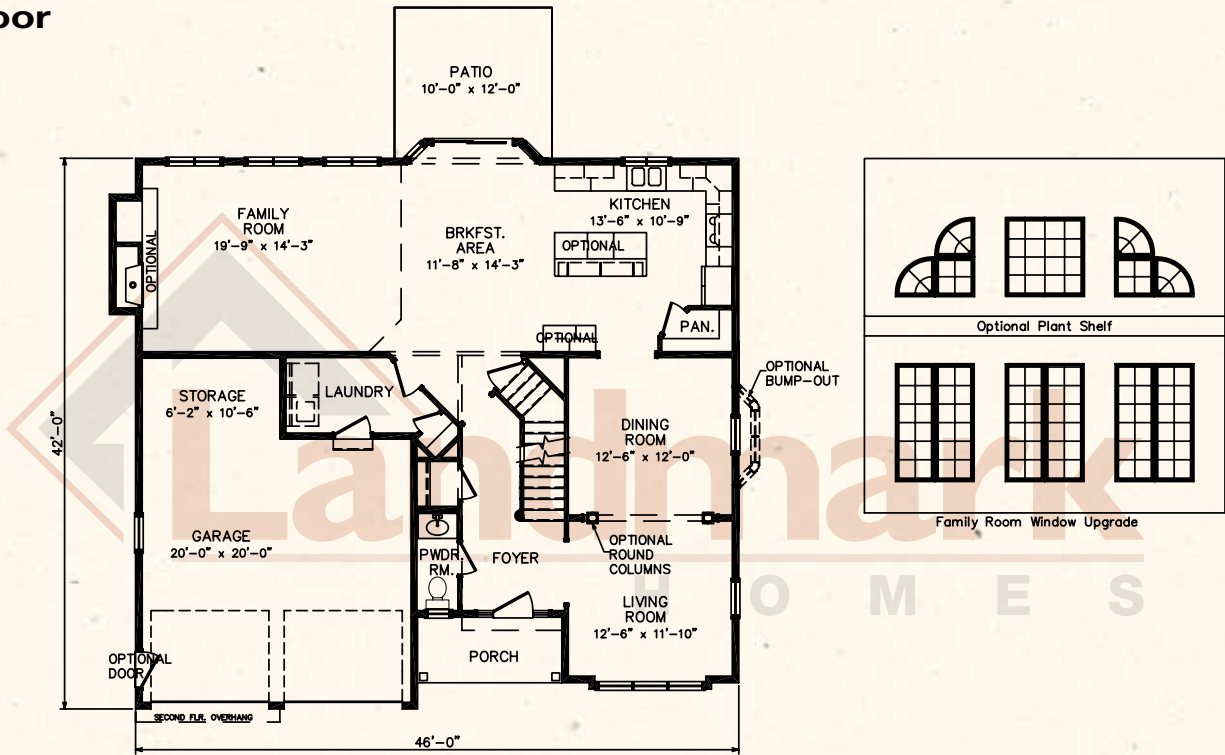 oor
PATIO
10'-0" x 12'-0"
FAMILY
ROOM
19'-9" x 14'-3"
OPTIONAL
BRKFST.
AREA
11'-8" x 14'-3"
KITCHEN
13'-6" x 10'-9"
OPTIONAL
OPTIONAL
PAN.
STORAGE
6'-2" x 10'-6"
LAUNDRY
OPTIONAL
BUMP-OUT
DINING
ROOM
12'-6" x 12'-0"
42'-0"
GARAGE
20'-0" x 20'-0"
PWDR.
RM.
FOYER
OPTIONAL
ROUND
COLUMNS
LIVING
ROOM
12'-6" x 11'-10"
PORCH
OPTIONAL
DOOR
SECOND FLR. OVERHANG
46'-0"
Optional Plant Shelf
Family Room Window Upgrade
Landmark
HOMES